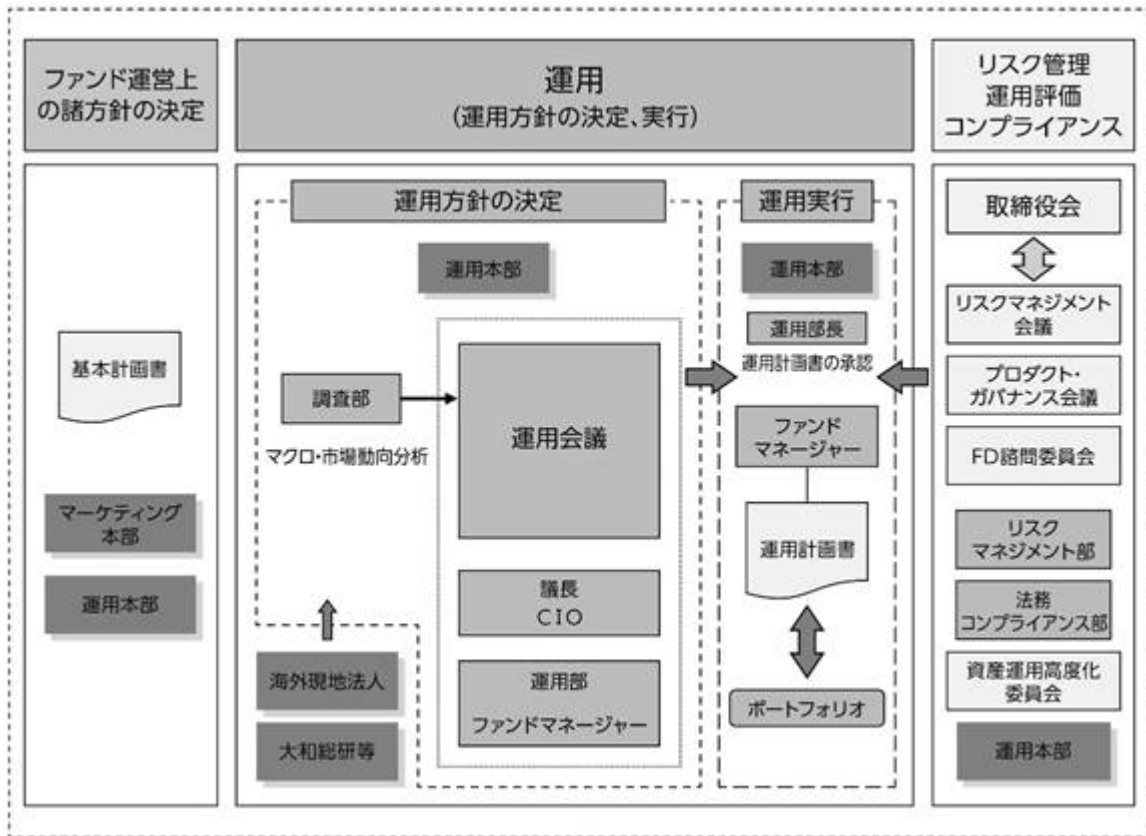 ファンド運営上
の諸方針の決定
運用
(運用方針の決定、実行)
リスク管理
運用評価
コンプライアンス
基本計画書
マーケティング
本部
運用本部
運用方針の決定
運用本部
調査部
マクロ・市場動向分析
運用会議
議長
CIO
運用部
ファンドマネージャー
海外現地法人
大和総研等
運用実行
運用本部
運用部長
運用計画書の承認
ファンド
マネージャー
運用計画書
ポートフォリオ
取締役会
リスクマネジメント
会議
プロダクト・
ガバナンス会議
FD諮問委員会
リスク
マネジメント部
法務
コンプライアンス部
資産運用高度化
委員会
運用本部